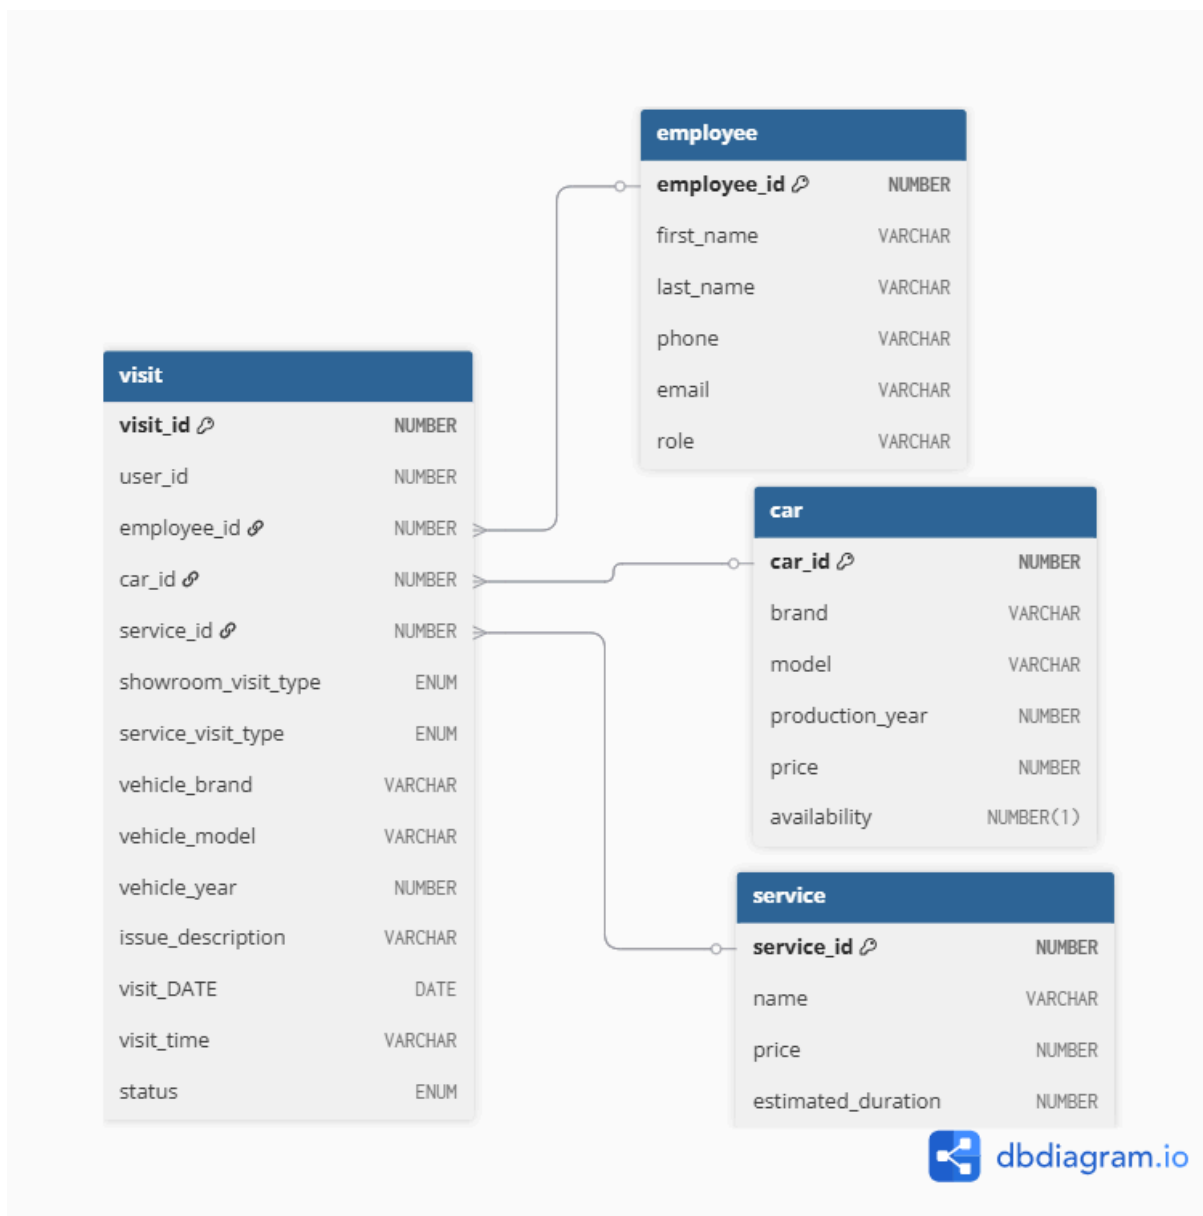 employee
employee_id NUMBER
first_name VARCHAR
last_name VARCHAR
phone VARCHAR
email VARCHAR
role VARCHAR
visit
visit_id NUMBER
user_id NUMBER
employee_id NUMBER
car_id NUMBER
service_id NUMBER
showroom_visit_type ENUM
service_visit_type ENUM
vehicle_brand VARCHAR
vehicle_model VARCHAR
vehicle_year NUMBER
issue_description VARCHAR
visit_DATE DATE
visit_time VARCHAR
status ENUM
car
car_id NUMBER
brand VARCHAR
model VARCHAR
production_year NUMBER
price NUMBER
availability NUMBER(1)
service
service_id NUMBER
name VARCHAR
price NUMBER
estimated_duration NUMBER
dbdiagram.io